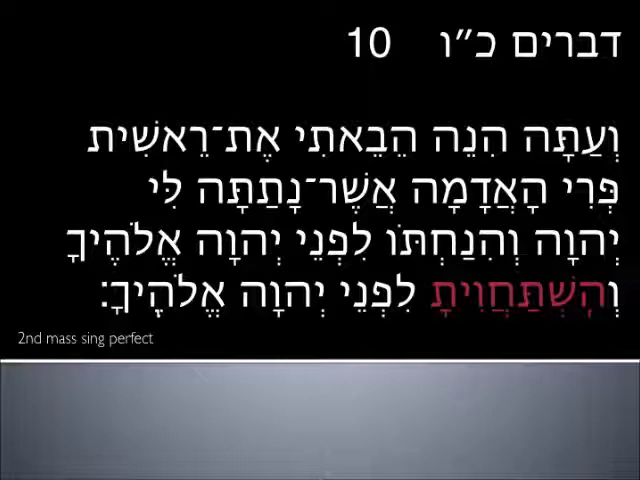 דברים כ״ו 10
וְעַתָּה הִנֵּה הֵבֵאתִי אֶת־רֵאשִׁית
פְּרִי הָאֲדָמָה אֲשֶׁר־נָתַתָּה לִּי
יְהוָה וְהִנַּחְתּוֹ לִפְנֵי יְהוָה אֱלֹהֶיךָ
וְהִשְׁתַּחֲוִיתָ לִפְנֵי יְהוָה אֱלֹהֶיךָ׃
2nd mass sing perfect